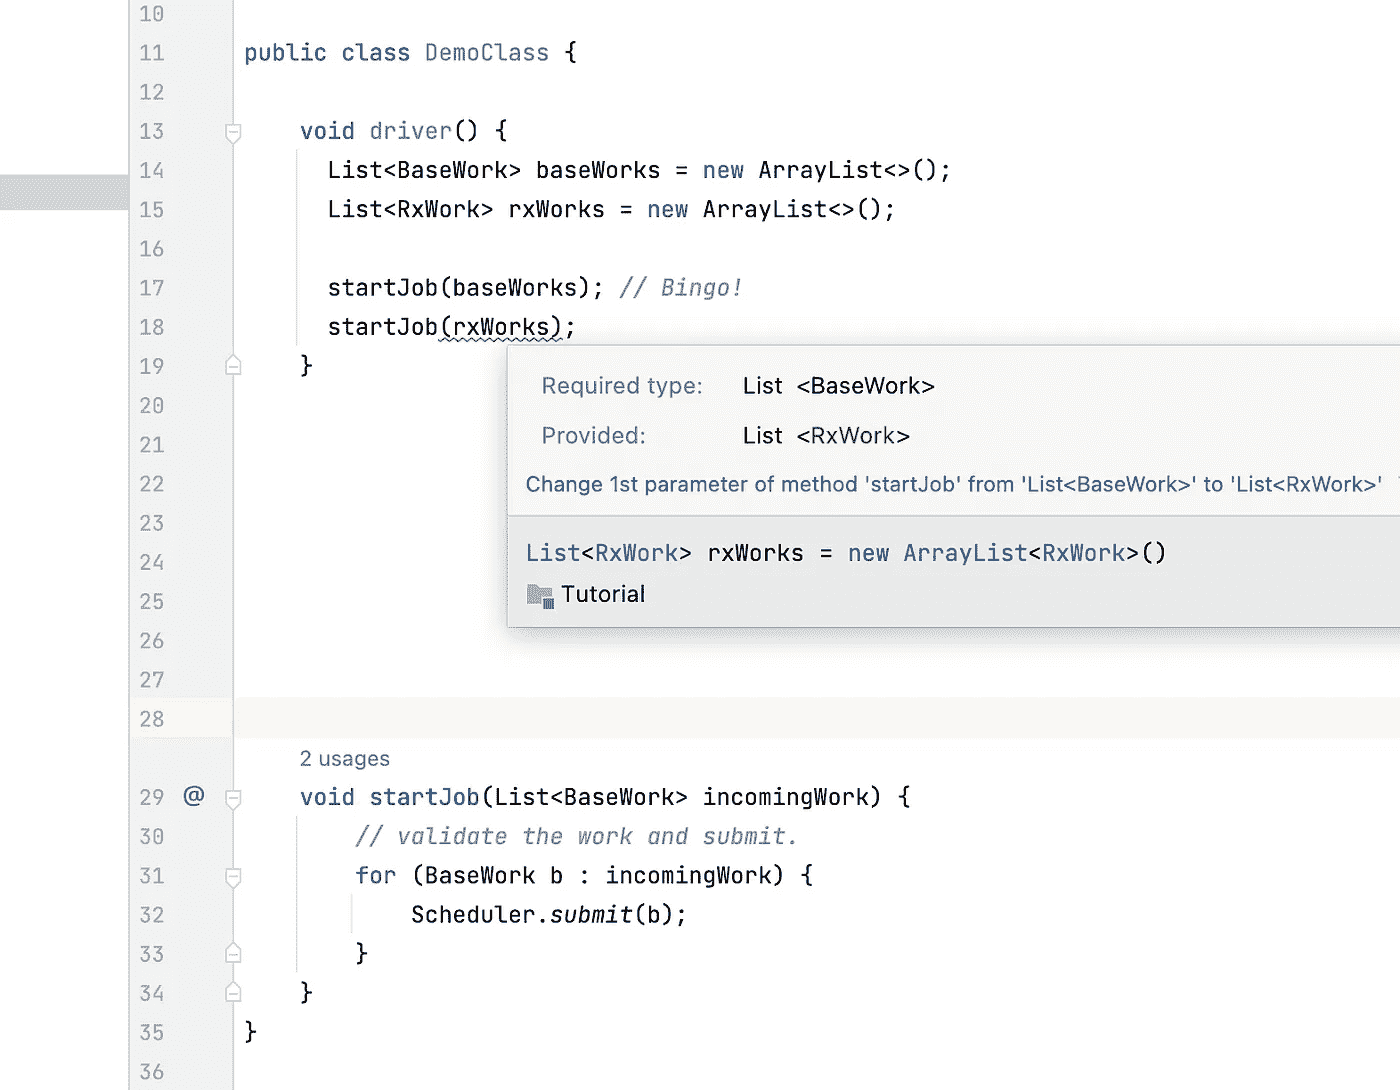 10
11 public class DemoClass {
12
13 void driver() {
14 List<BaseWork> baseWorks = new ArrayList<>();
15 List<RxWork> rxWorks = new ArrayList<>();
16
17 startJob(baseWorks); // Bingo!
18 startJob(rxWorks);
19 }
Required type: List <BaseWork>
20
Provided: List <RxWork>
21
22 Change 1st parameter of method 'startJob' from 'List<BaseWork>' to 'List<RxWork>'
23
24 List<RxWork> rxWorks = new ArrayList<RxWork>()
25 Tutorial
26
27
28
2 usages
29 @ void startJob(List<BaseWork> incomingWork) {
30 // validate the work and submit.
31 for (BaseWork b : incomingWork) {
32 Scheduler.submit(b);
33 }
34 }
35 }
36